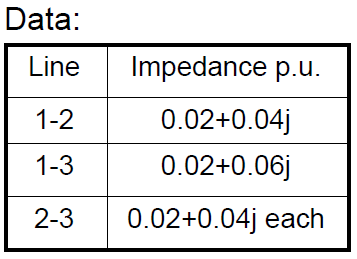 Data:
Line Impedance p.u.
1-2 0.02+0.04j
1-3 0.02+0.06j
2-3 0.02+0.04j each